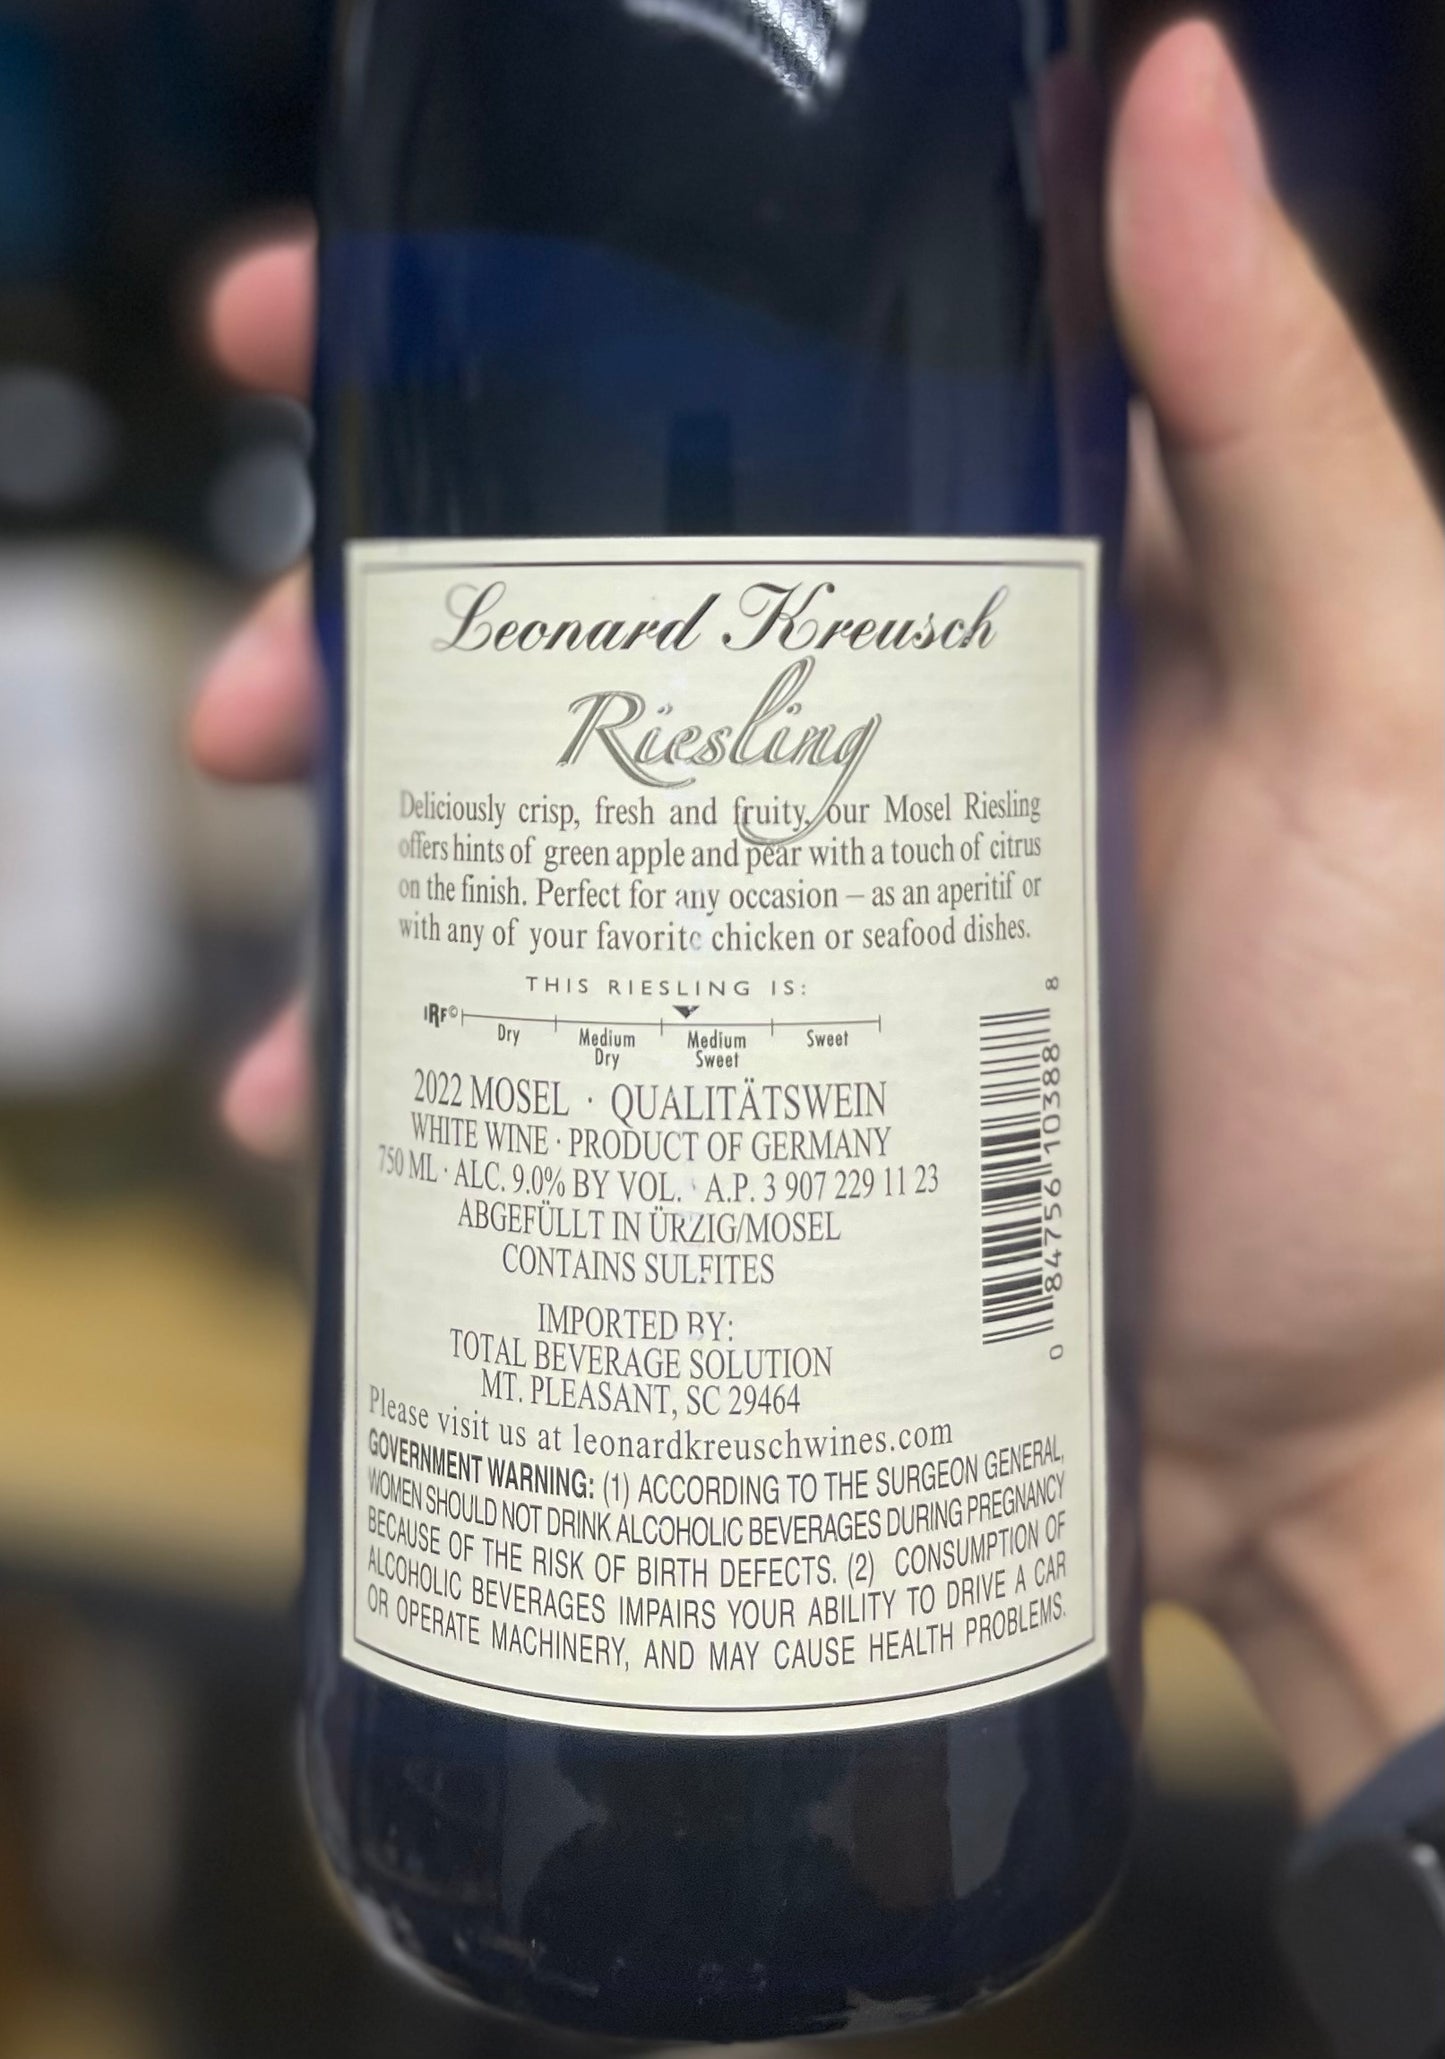 Leonard Kreusch
Riesling
Deliciously crisp, fresh and fruity, our Mosel Riesling
offers hints of green apple and pear with a touch of citrus
on the finish. Perfect for any occasion – as an aperitif or
with any of your favorite chicken or seafood dishes.
THIS RIESLING IS:
IRF©
Dry
Medium Dry
Medium Sweet
Sweet
2022 MOSEL · QUALITÄTSWEIN
WHITE WINE · PRODUCT OF GERMANY
750 ML · ALC. 9.0% BY VOL. · A.P. 3 907 229 11 23
ABGEFÜLLT IN ÜRZIG/MOSEL
CONTAINS SULFITES
IMPORTED BY:
TOTAL BEVERAGE SOLUTION
MT. PLEASANT, SC 29464
Please visit us at leonardkreuschwines.com
GOVERNMENT WARNING: (1) ACCORDING TO THE SURGEON GENERAL,
WOMEN SHOULD NOT DRINK ALCOHOLIC BEVERAGES DURING PREGNANCY
BECAUSE OF THE RISK OF BIRTH DEFECTS. (2) CONSUMPTION OF
ALCOHOLIC BEVERAGES IMPAIRS YOUR ABILITY TO DRIVE A CAR
OR OPERATE MACHINERY, AND MAY CAUSE HEALTH PROBLEMS.
0 84756 10388 8